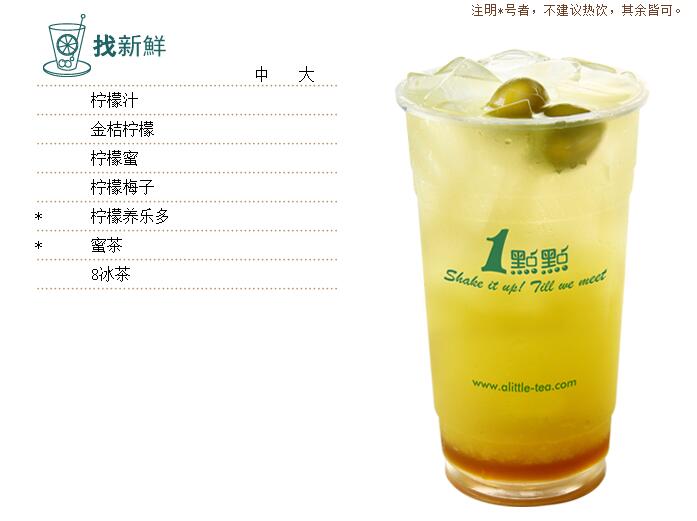 注明*号者，不建议热饮，其余皆可。
找新鮮
中 大
柠檬汁
金桔柠檬
柠檬蜜
柠檬梅子
* 柠檬养乐多
* 蜜茶
8冰茶
1點點
Shake it up! Till we meet
www.alittle-tea.com